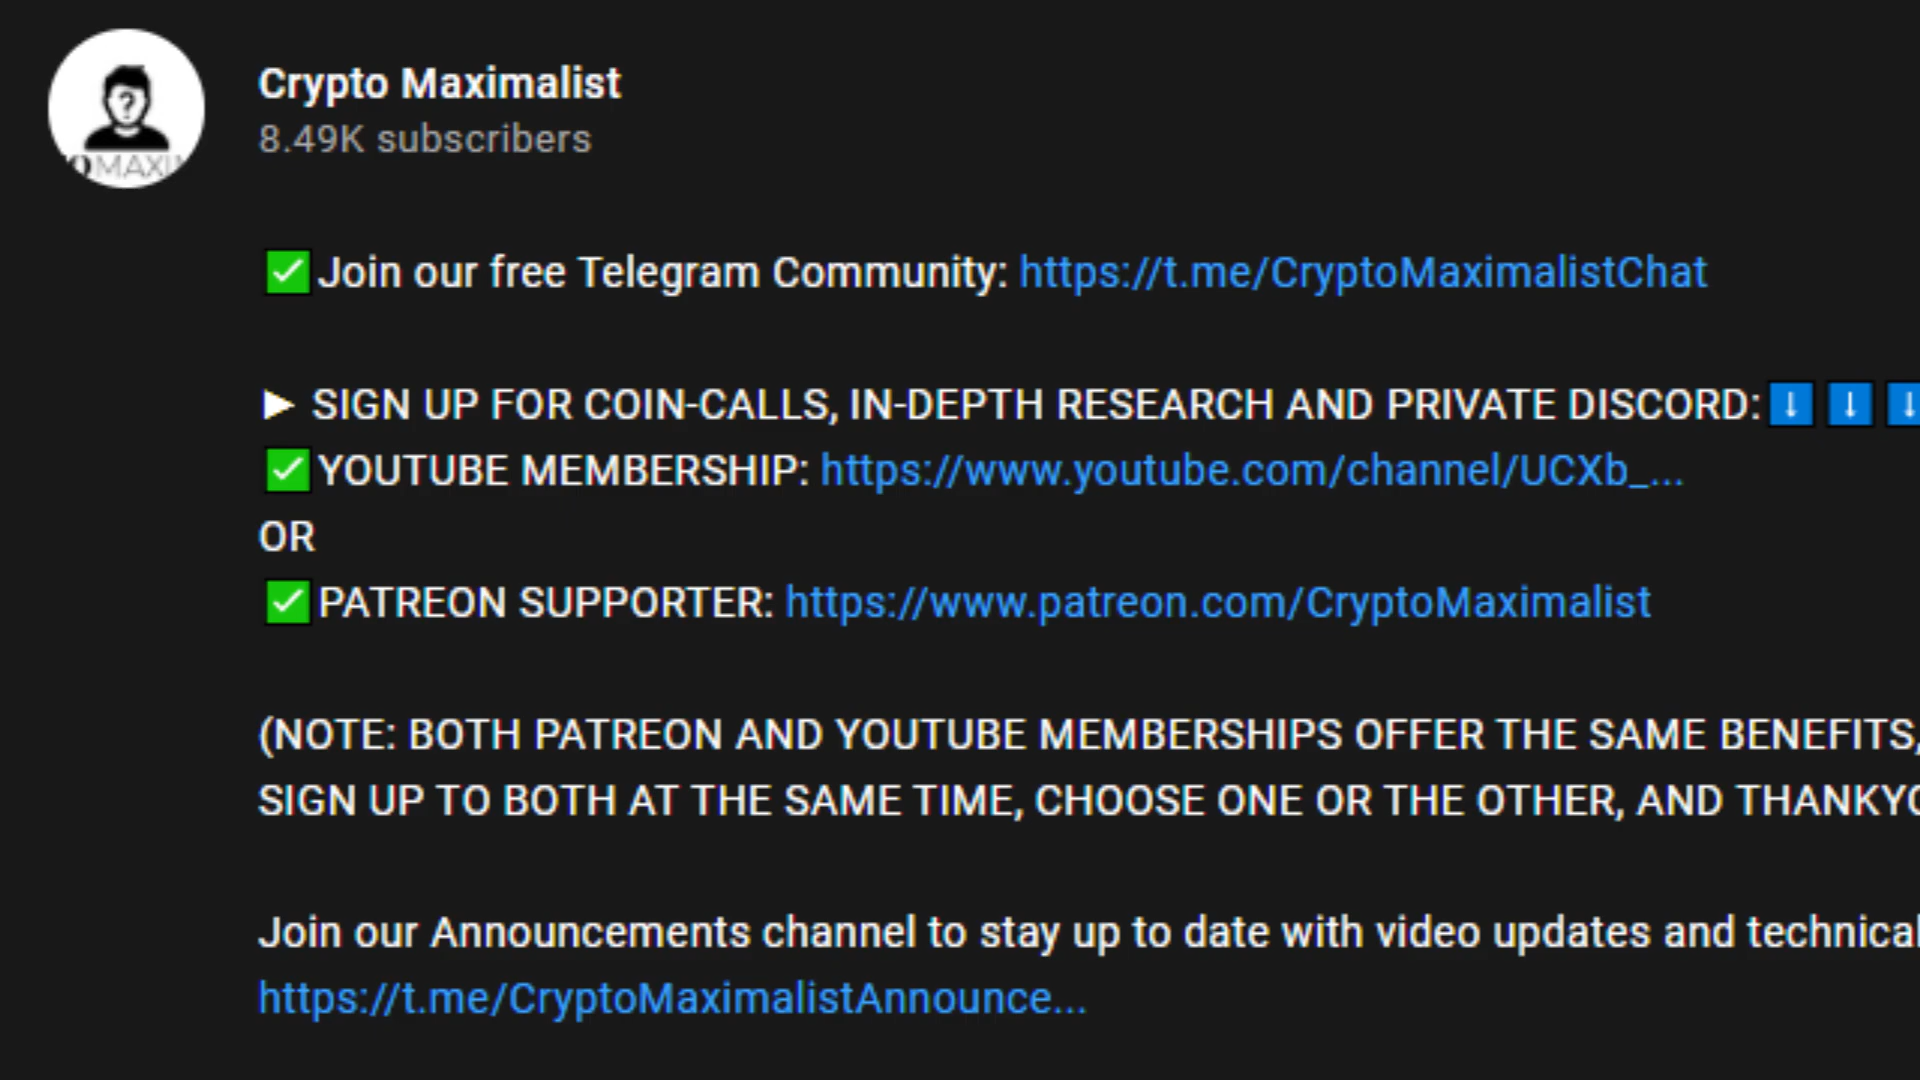 OMAXI
Crypto Maximalist
8.49K subscribers
✅Join our free Telegram Community: https://t.me/CryptoMaximalistChat
► SIGN UP FOR COIN-CALLS, IN-DEPTH RESEARCH AND PRIVATE DISCORD:⬇️⬇️⬇️
✅YOUTUBE MEMBERSHIP: https://www.youtube.com/channel/UCXb_...
OR
✅PATREON SUPPORTER: https://www.patreon.com/CryptoMaximalist
(NOTE: BOTH PATREON AND YOUTUBE MEMBERSHIPS OFFER THE SAME BENEFITS,
SIGN UP TO BOTH AT THE SAME TIME, CHOOSE ONE OR THE OTHER, AND THANKYO
Join our Announcements channel to stay up to date with video updates and technical
https://t.me/CryptoMaximalistAnnounce...